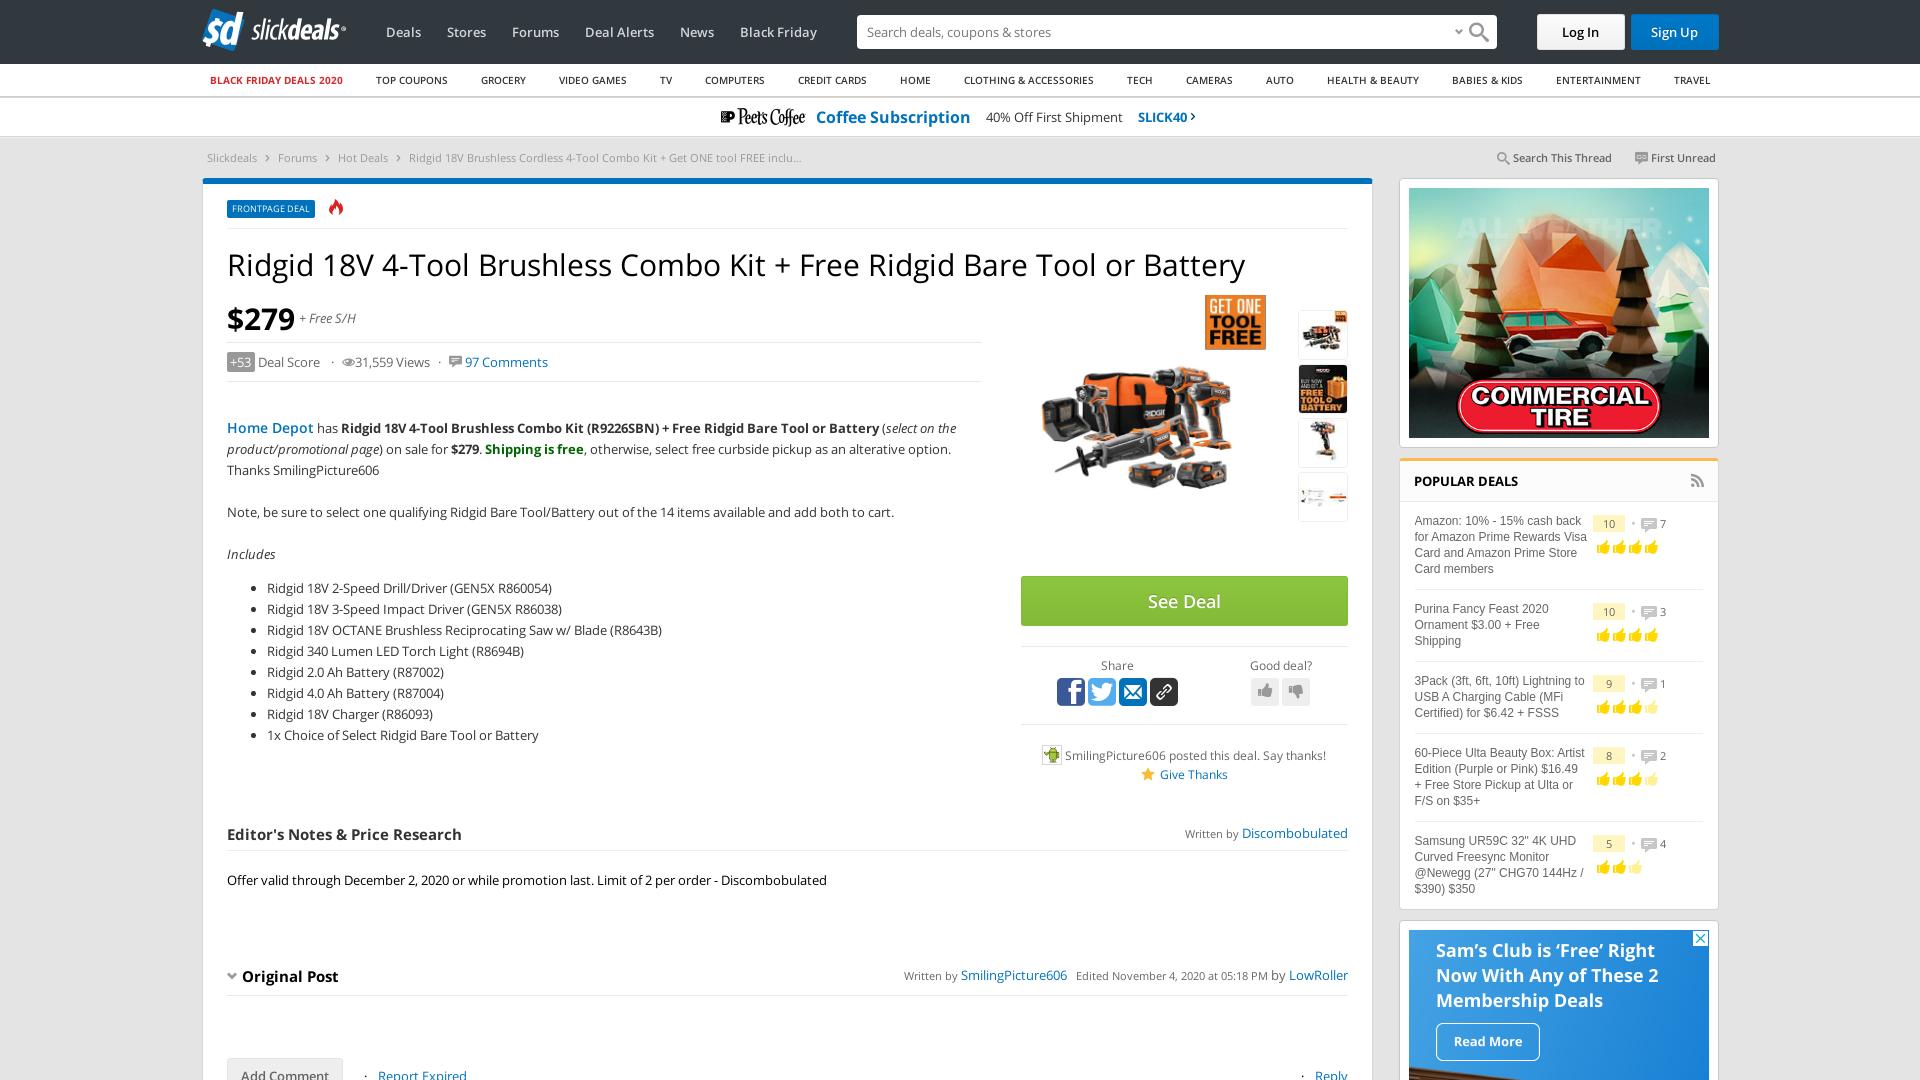 slickdeals
Deals
Stores
Forums
Deal Alerts
News
Black Friday
Search deals, coupons & shops
Log In
Sign Up
BLACK FRIDAY DEALS 2020
TOP COUPONS
GROCERY
VIDEO GAMES
TV
COMPUTERS
CREDIT CARDS
HOME
CLOTHING & ACCESSORIES
TECH
CAMERAS
AUTO
HEALTH & BEAUTY
BABIES & KIDS
ENTERTAINMENT
TRAVEL
Peet's Coffee Coffee Subscription 40% Off First Shipment SLICK40
Slickdeals > Forums > Hot Deals > Ridgid 18V Brushless Cordless 4-Tool Combo Kit + Get ONE tool FREE inclu...
Search This Thread
First Unread
FRONTPAGE DEAL
Ridgid 18V 4-Tool Brushless Combo Kit + Free Ridgid Bare Tool or Battery
$279 + Free S/H
+53 Deal Score · 31,559 Views · 97 Comments
GET ONE
TOOL
FREE
Home Depot has Ridgid 18V 4-Tool Brushless Combo Kit (R9226SBN) + Free Ridgid Bare Tool or Battery (select on the
product/promotional page) on sale for $279. Shipping is free, otherwise, select free curbside pickup as an alterative option.
Thanks SmilingPicture606
Note, be sure to select one qualifying Ridgid Bare Tool/Battery out of the 14 items available and add both to cart.
Includes
• Ridgid 18V 2-Speed Drill/Driver (GEN5X R860054)
• Ridgid 18V 3-Speed Impact Driver (GEN5X R86038)
• Ridgid 18V OCTANE Brushless Reciprocating Saw w/ Blade (R8643B)
• Ridgid 340 Lumen LED Torch Light (R8694B)
• Ridgid 2.0 Ah Battery (R87002)
• Ridgid 4.0 Ah Battery (R87004)
• Ridgid 18V Charger (R86093)
• 1x Choice of Select Ridgid Bare Tool or Battery
See Deal
Share
Good deal?
SmilingPicture606 posted this deal. Say thanks!
Give Thanks
Editor's Notes & Price Research
Written by Discombobulated
Offer valid through December 2, 2020 or while promotion last. Limit of 2 per order - Discombobulated
Original Post
Written by SmilingPicture606 Edited November 4, 2020 at 05:18 PM by LowRoller
Add Comment
· Report Expired
· Reply
ALL WEATHER
COMMERCIAL
TIRE
POPULAR DEALS
Amazon: 10% - 15% cash back
for Amazon Prime Rewards Visa
Card and Amazon Prime Store
Card members
10 • 7
Purina Fancy Feast 2020
Ornament $3.00 + Free
Shipping
10 • 3
3Pack (3ft, 6ft, 10ft) Lightning to
USB A Charging Cable (MFi
Certified) for $6.42 + FSSS
9 • 1
60-Piece Ulta Beauty Box: Artist
Edition (Purple or Pink) $16.49
+ Free Store Pickup at Ulta or
F/S on $35+
8 • 2
Samsung UR59C 32" 4K UHD
Curved Freesync Monitor
@Newegg (27" CHG70 144Hz /
$390) $350
5 • 4
Sam's Club is 'Free' Right
Now With Any of These 2
Membership Deals
Read More